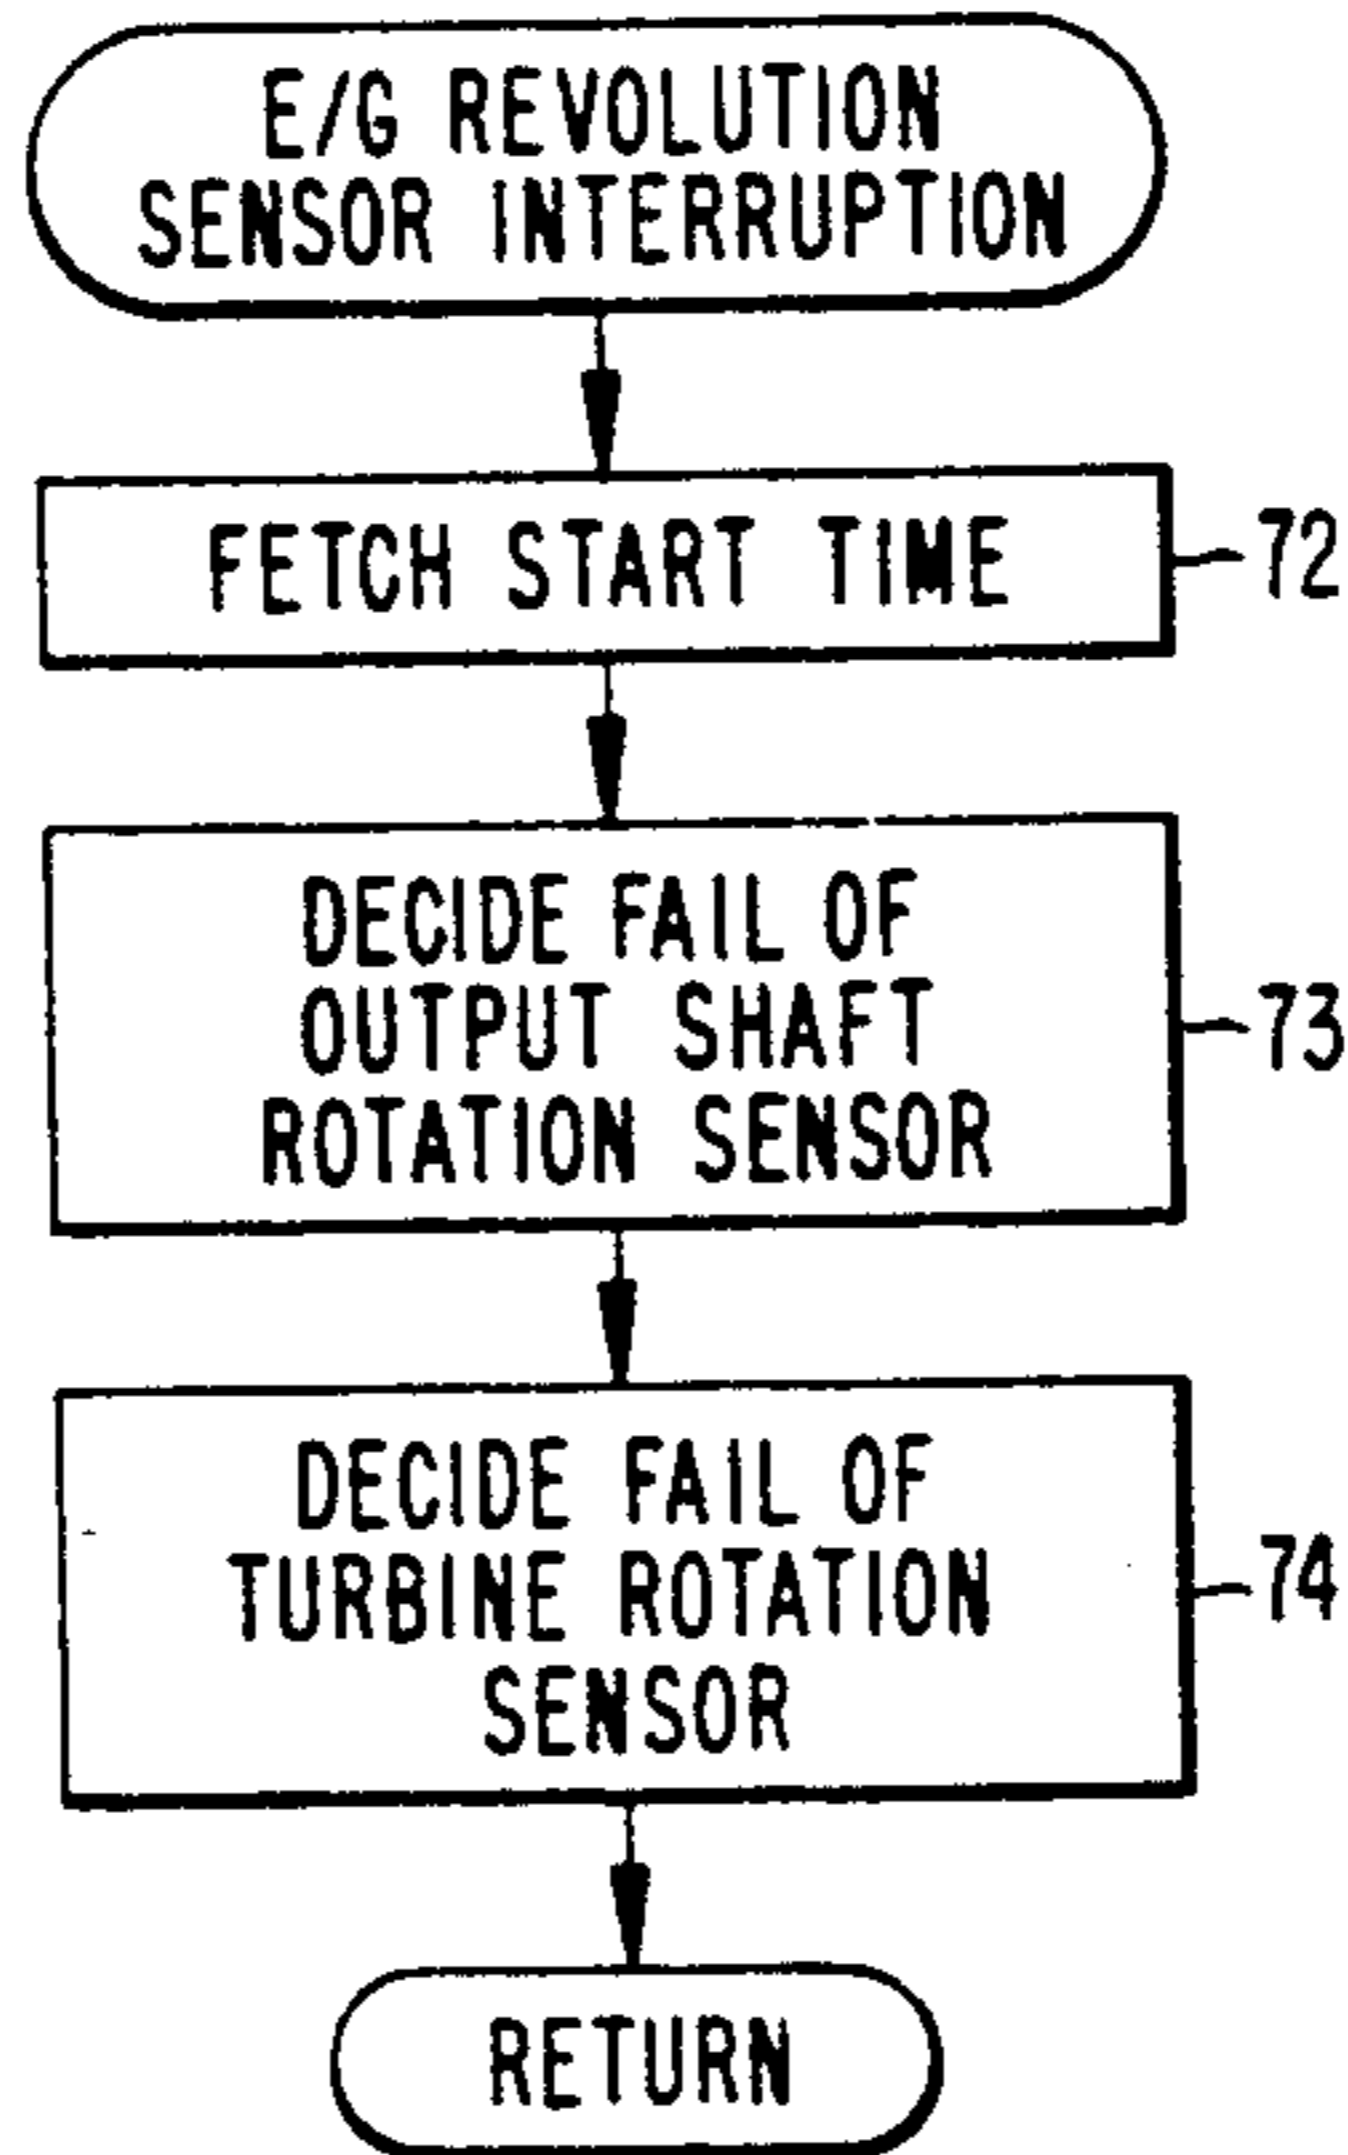 E/G REVOLUTION
SENSOR INTERRUPTION
FETCH START TIME
72
DECIDE FAIL OF
OUTPUT SHAFT
ROTATION SENSOR
73
DECIDE FAIL OF
TURBINE ROTATION
SENSOR
74
RETURN